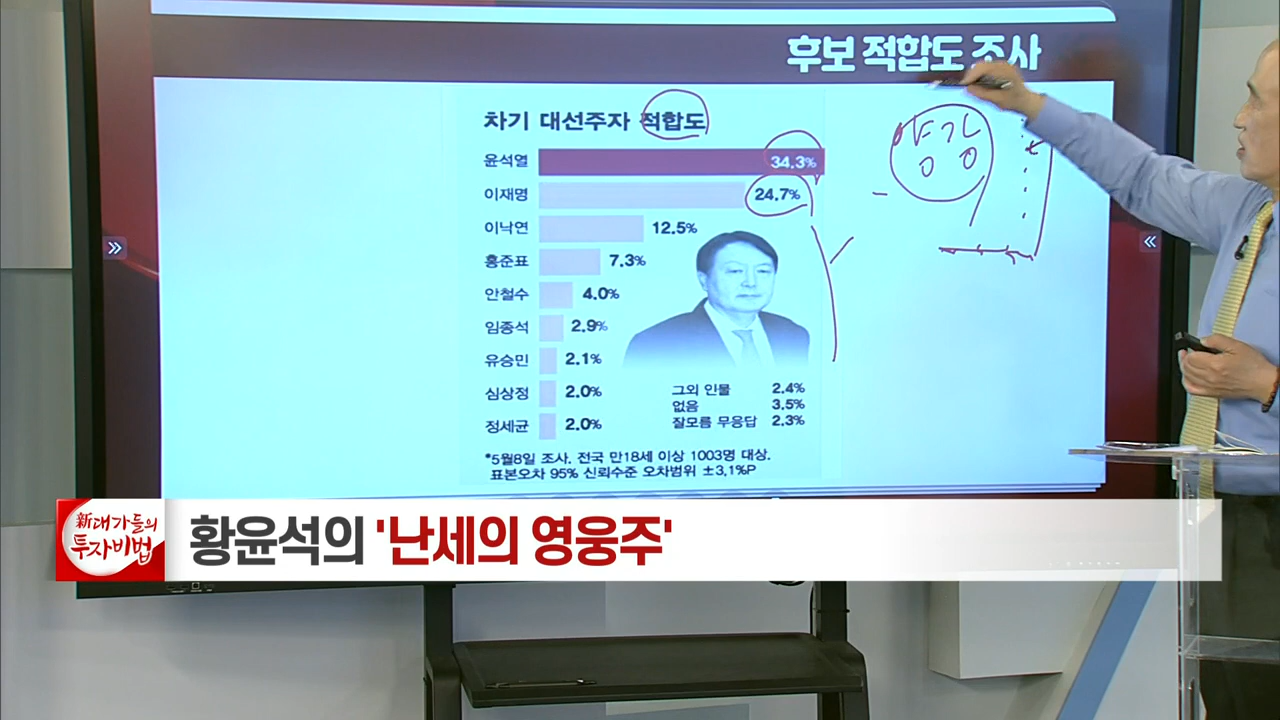 후보 적합도 조사
차기 대선주자 적합도
윤석열 34.3%
이재명 24.7%
이낙연 12.5%
홍준표 7.3%
안철수 4.0%
임종석 2.9%
유승민 2.1%
심상정 2.0%
정세균 2.0%
그외 인물 2.4%
없음 3.5%
잘모름 무응답 2.3%
*5월8일 조사. 전국 만18세 이상 1003명 대상.
표본오차 95% 신뢰수준 오차범위 ±3.1%P
양강
新대가들의
투자비법
황윤석의 '난세의 영웅주'